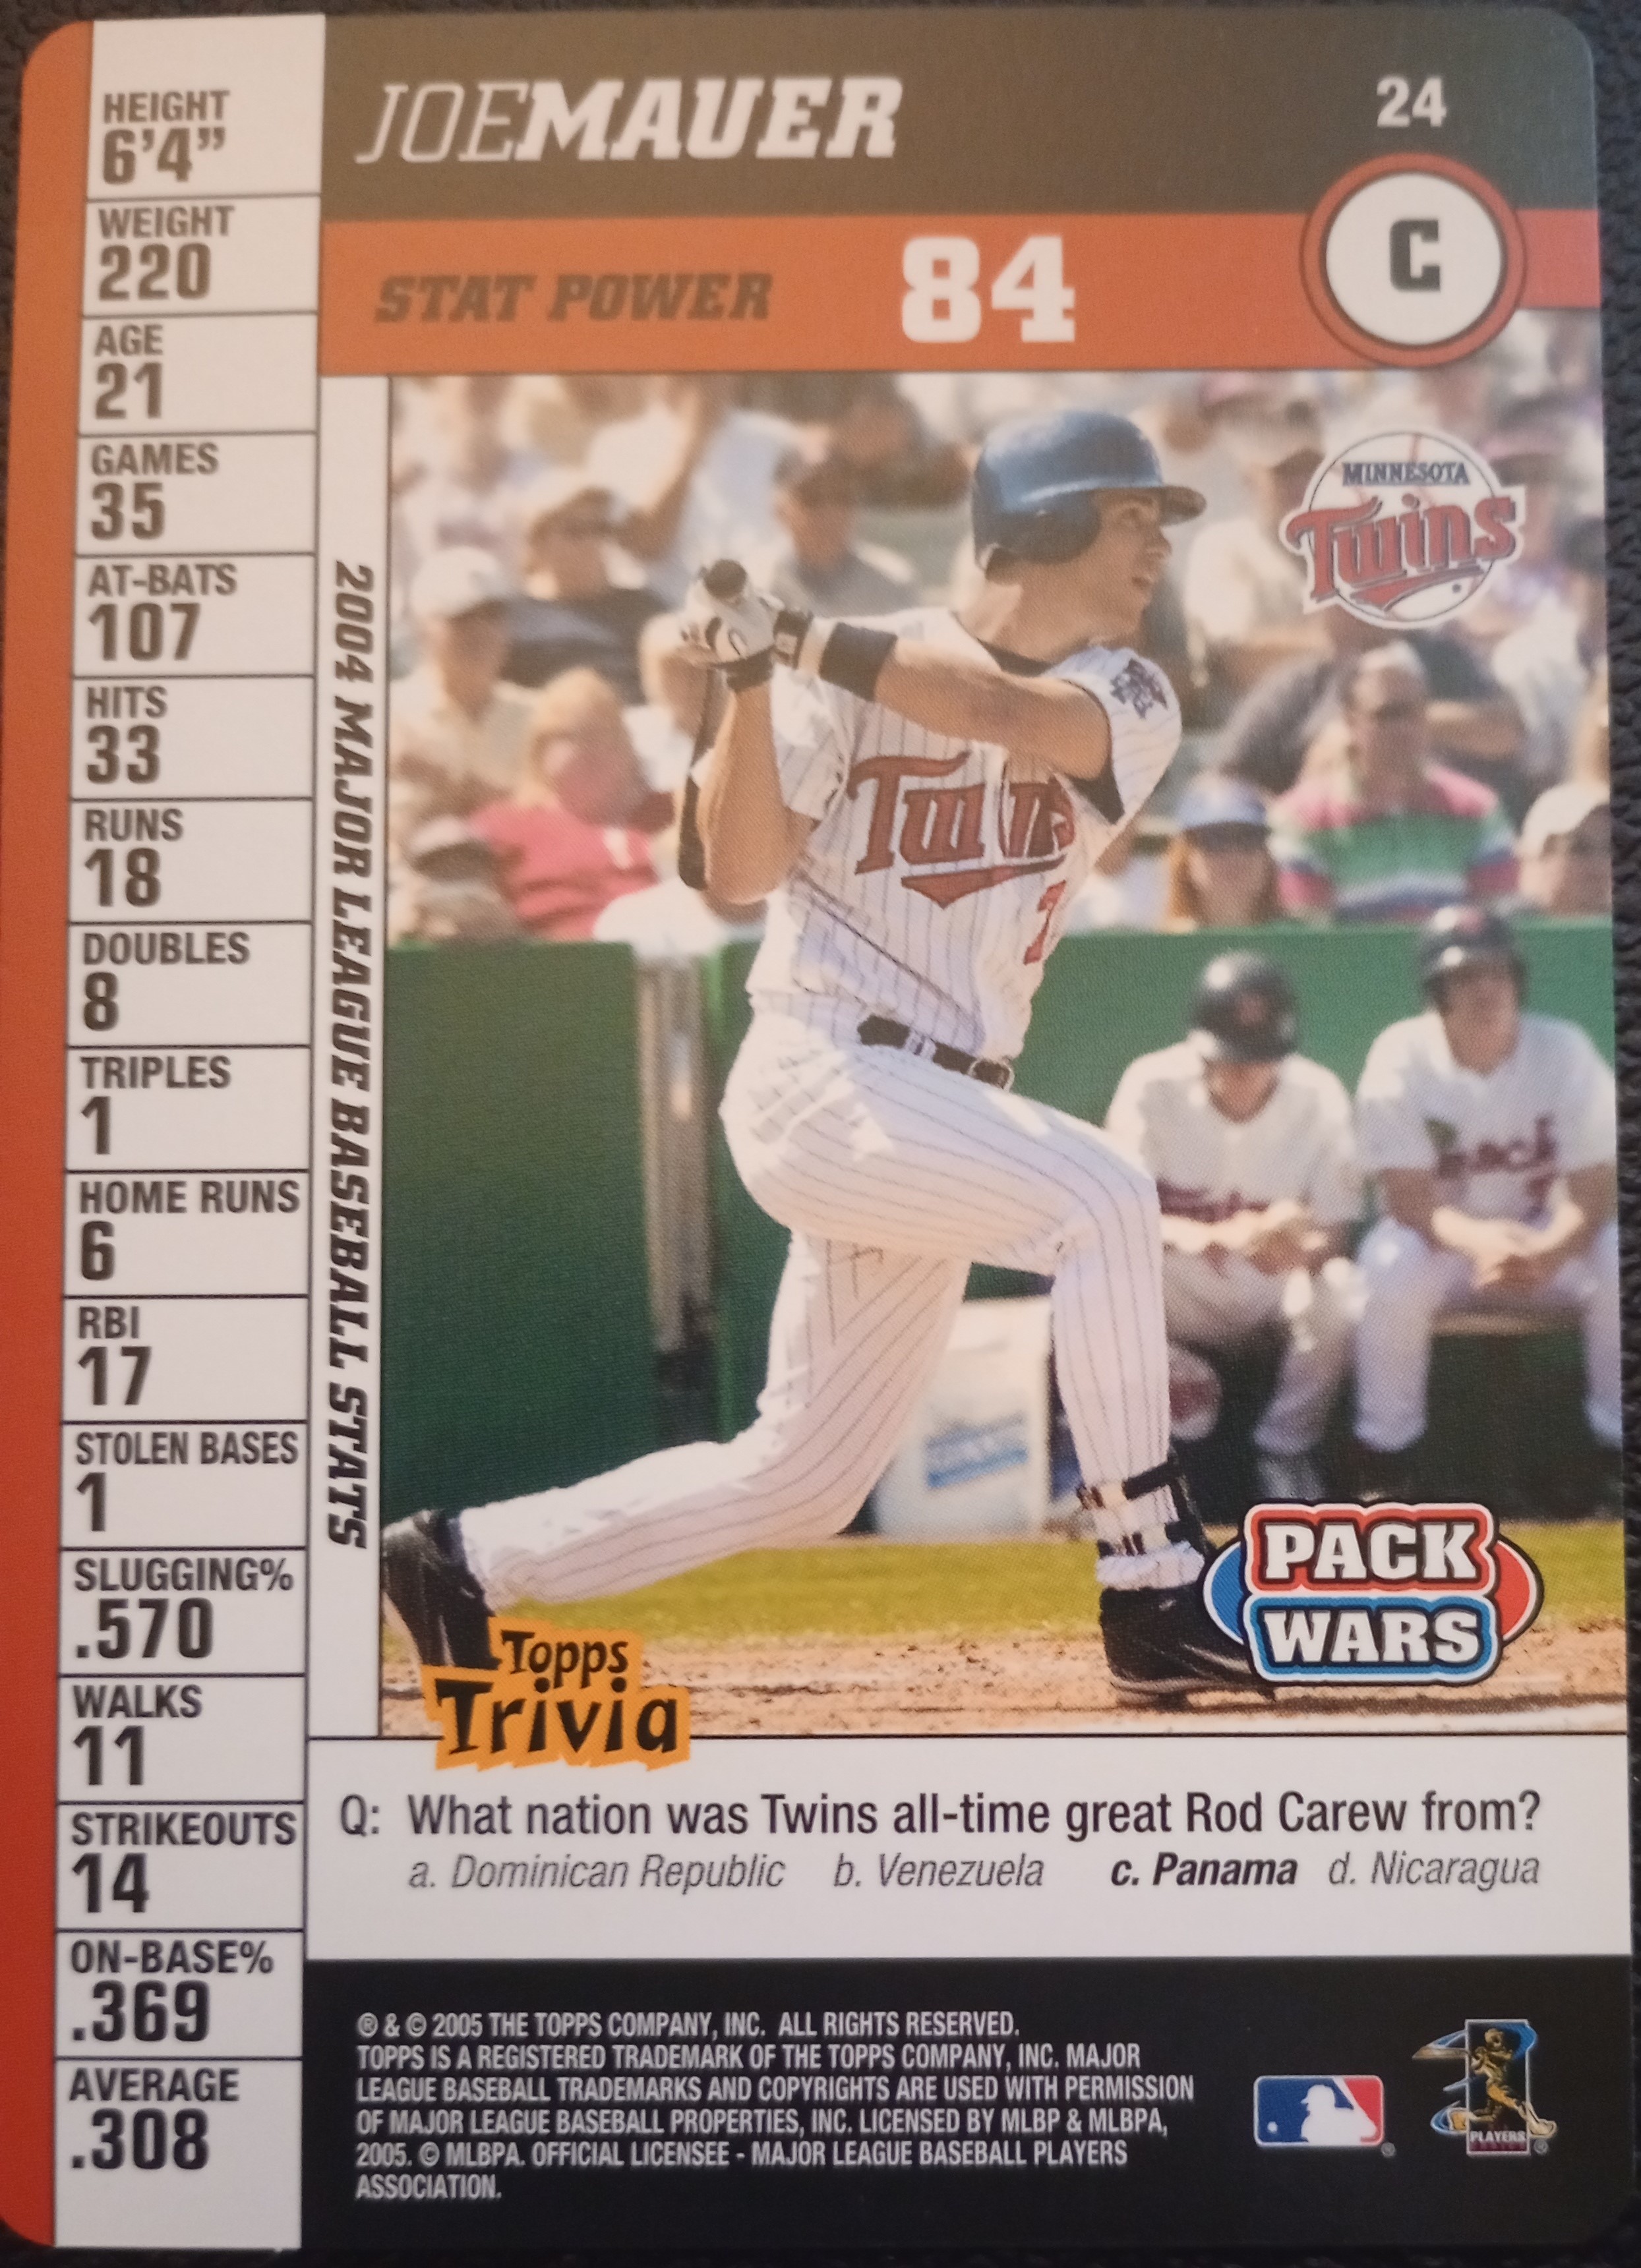 JOEMAUER
24
C
STAT POWER 84
HEIGHT
6'4"
WEIGHT
220
AGE
21
GAMES
35
AT-BATS
107
HITS
33
RUNS
18
DOUBLES
8
TRIPLES
1
HOME RUNS
6
RBI
17
STOLEN BASES
1
SLUGGING%
.570
WALKS
11
STRIKEOUTS
14
ON-BASE%
.369
AVERAGE
.308
2004 MAJOR LEAGUE BASEBALL STATS
MINNESOTA
Twins
Twins
7
PACK
WARS
Topps
Trivia
Q: What nation was Twins all-time great Rod Carew from?
a. Dominican Republic b. Venezuela c. Panama d. Nicaragua
® & © 2005 THE TOPPS COMPANY, INC. ALL RIGHTS RESERVED.
TOPPS IS A REGISTERED TRADEMARK OF THE TOPPS COMPANY, INC. MAJOR
LEAGUE BASEBALL TRADEMARKS AND COPYRIGHTS ARE USED WITH PERMISSION
OF MAJOR LEAGUE BASEBALL PROPERTIES, INC. LICENSED BY MLBP & MLBPA,
2005. © MLBPA. OFFICIAL LICENSEE - MAJOR LEAGUE BASEBALL PLAYERS
ASSOCIATION.
®
PLAYERS
®